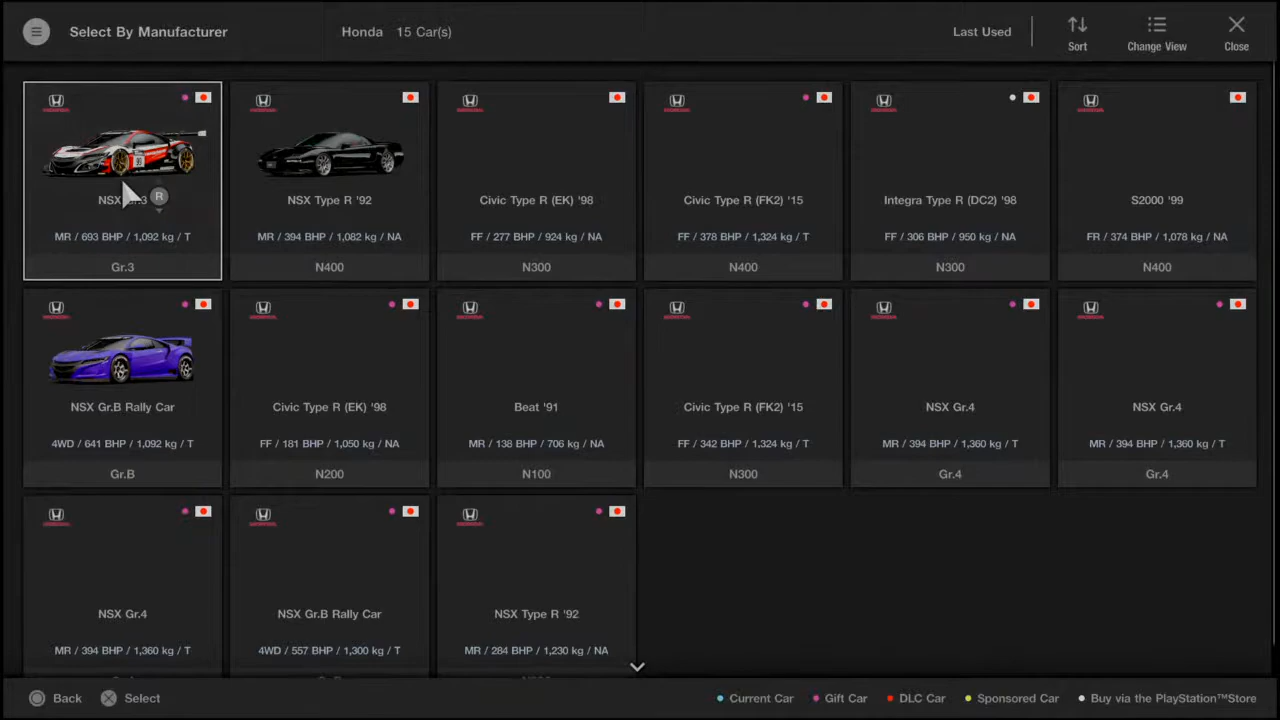 Select By Manufacturer
Honda 15 Car(s)
Last Used
Sort
Change View
Close
NSX Gr.3
R
MR / 693 BHP / 1,092 kg / T
Gr.3
NSX Type R '92
MR / 394 BHP / 1,082 kg / NA
N400
Civic Type R (EK) '98
FF / 277 BHP / 924 kg / NA
N300
Civic Type R (FK2) '15
FF / 378 BHP / 1,324 kg / T
N400
Integra Type R (DC2) '98
FF / 306 BHP / 950 kg / NA
N300
S2000 '99
FR / 374 BHP / 1,078 kg / NA
N400
NSX Gr.B Rally Car
4WD / 641 BHP / 1,092 kg / T
Gr.B
Civic Type R (EK) '98
FF / 181 BHP / 1,050 kg / NA
N200
Beat '91
MR / 138 BHP / 706 kg / NA
N100
Civic Type R (FK2) '15
FF / 342 BHP / 1,324 kg / T
N300
NSX Gr.4
MR / 394 BHP / 1,360 kg / T
Gr.4
NSX Gr.4
MR / 394 BHP / 1,360 kg / T
Gr.4
NSX Gr.4
MR / 394 BHP / 1,360 kg / T
NSX Gr.B Rally Car
4WD / 557 BHP / 1,300 kg / T
NSX Type R '92
MR / 284 BHP / 1,230 kg / NA
Back
Select
Current Car
Gift Car
DLC Car
Sponsored Car
Buy via the PlayStation™Store